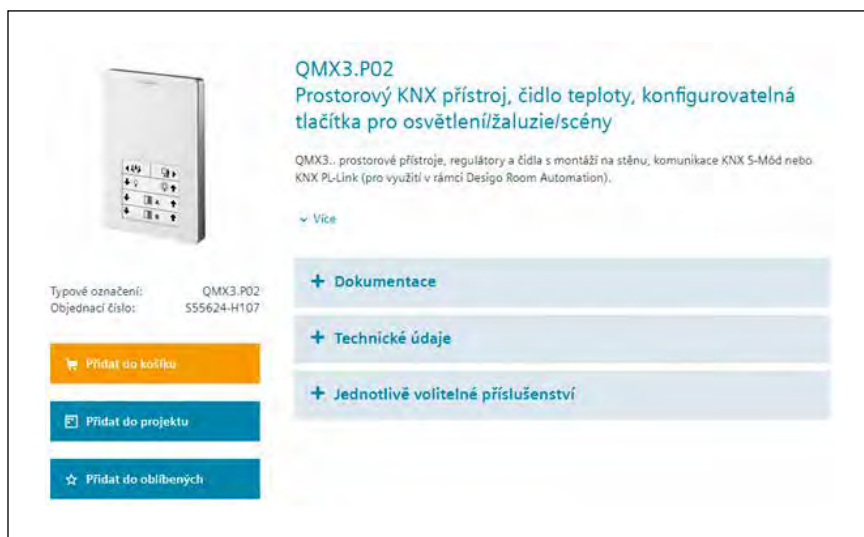 QMX3.P02
Prostorový KNX přístroj, čidlo teploty, konfigurovatelná
tlačítka pro osvětlení/žaluzie/scény
QMX3.. prostorové přístroje, regulátory a čidla s montáží na stěnu, komunikace KNX S-Mód nebo
KNX PL-Link (pro využití v rámci Desigo Room Automation).
Více
Typové označení: QMX3.P02
Objednací číslo: S55624-H107
Přidat do košíku
Přidat do projektu
Přidat do oblíbených
Dokumentace
Technické údaje
Jednotlivě volitelné příslušenství